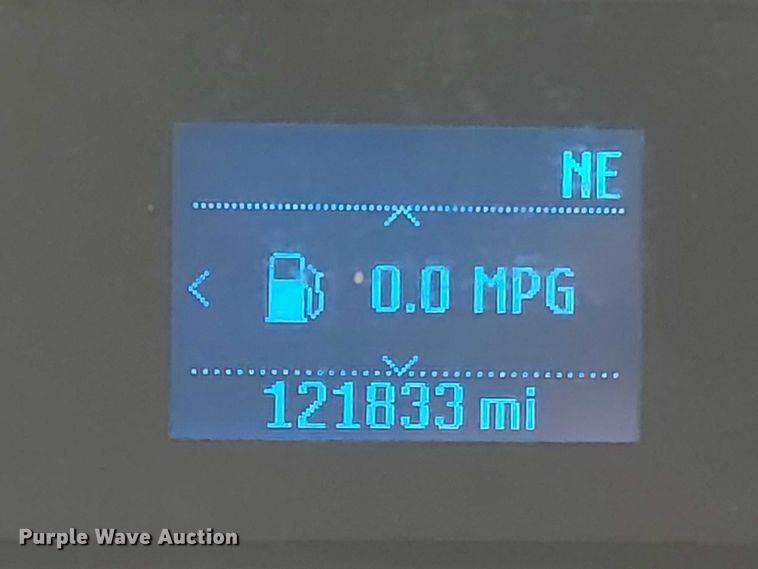 NE
0.0 MPG
121833 mi
Purple Wave Auction